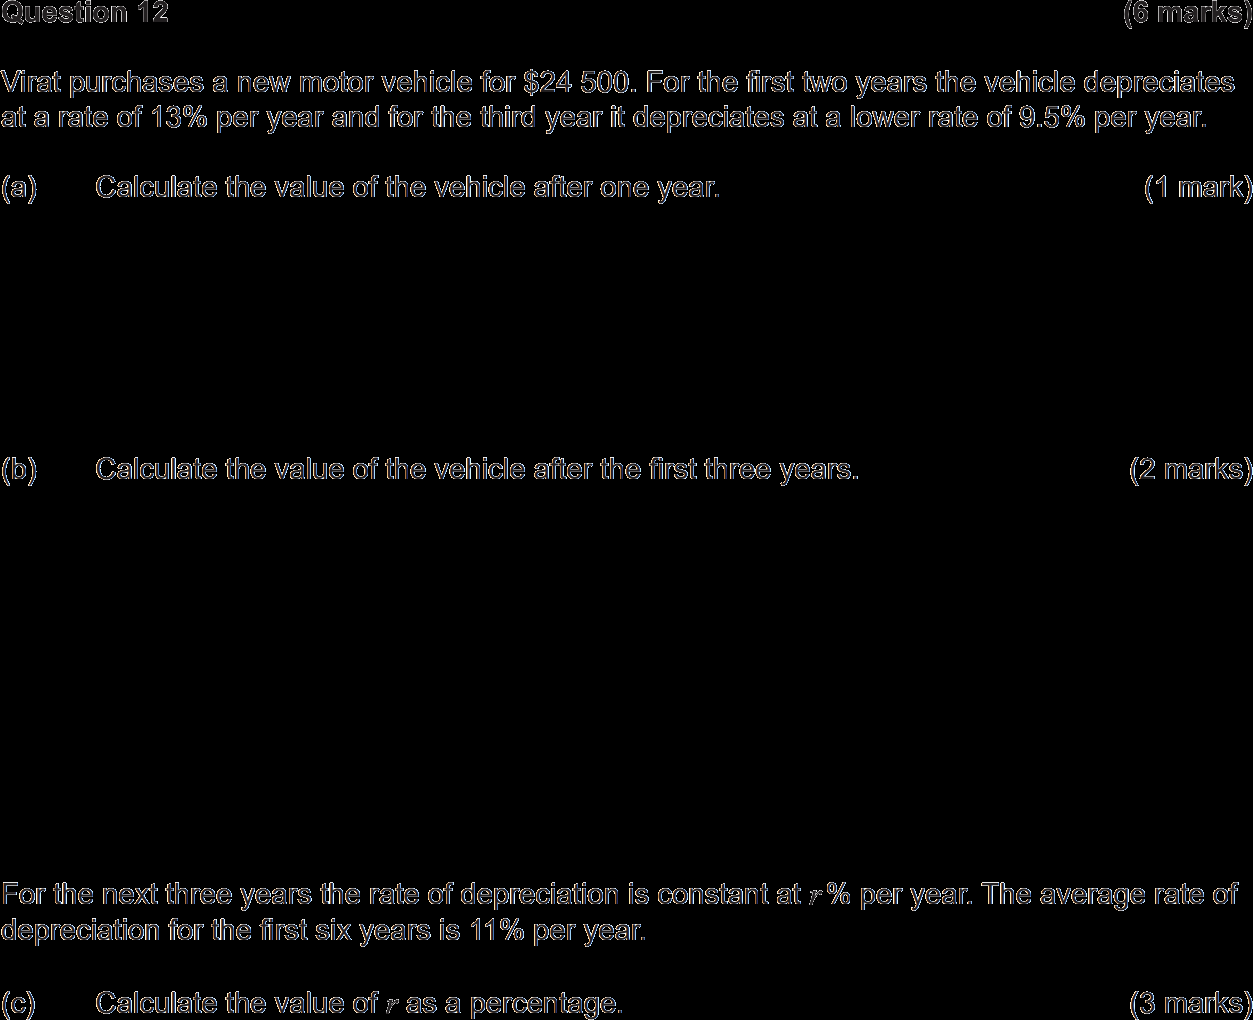 Question 12 (6 marks)
Virat purchases a new motor vehicle for $24 500. For the first two years the vehicle depreciates
at a rate of 13% per year and for the third year it depreciates at a lower rate of 9.5% per year.
(a) Calculate the value of the vehicle after one year. (1 mark)
(b) Calculate the value of the vehicle after the first three years. (2 marks)
For the next three years the rate of depreciation is constant at r % per year. The average rate of
depreciation for the first six years is 11% per year.
(c) Calculate the value of r as a percentage. (3 marks)